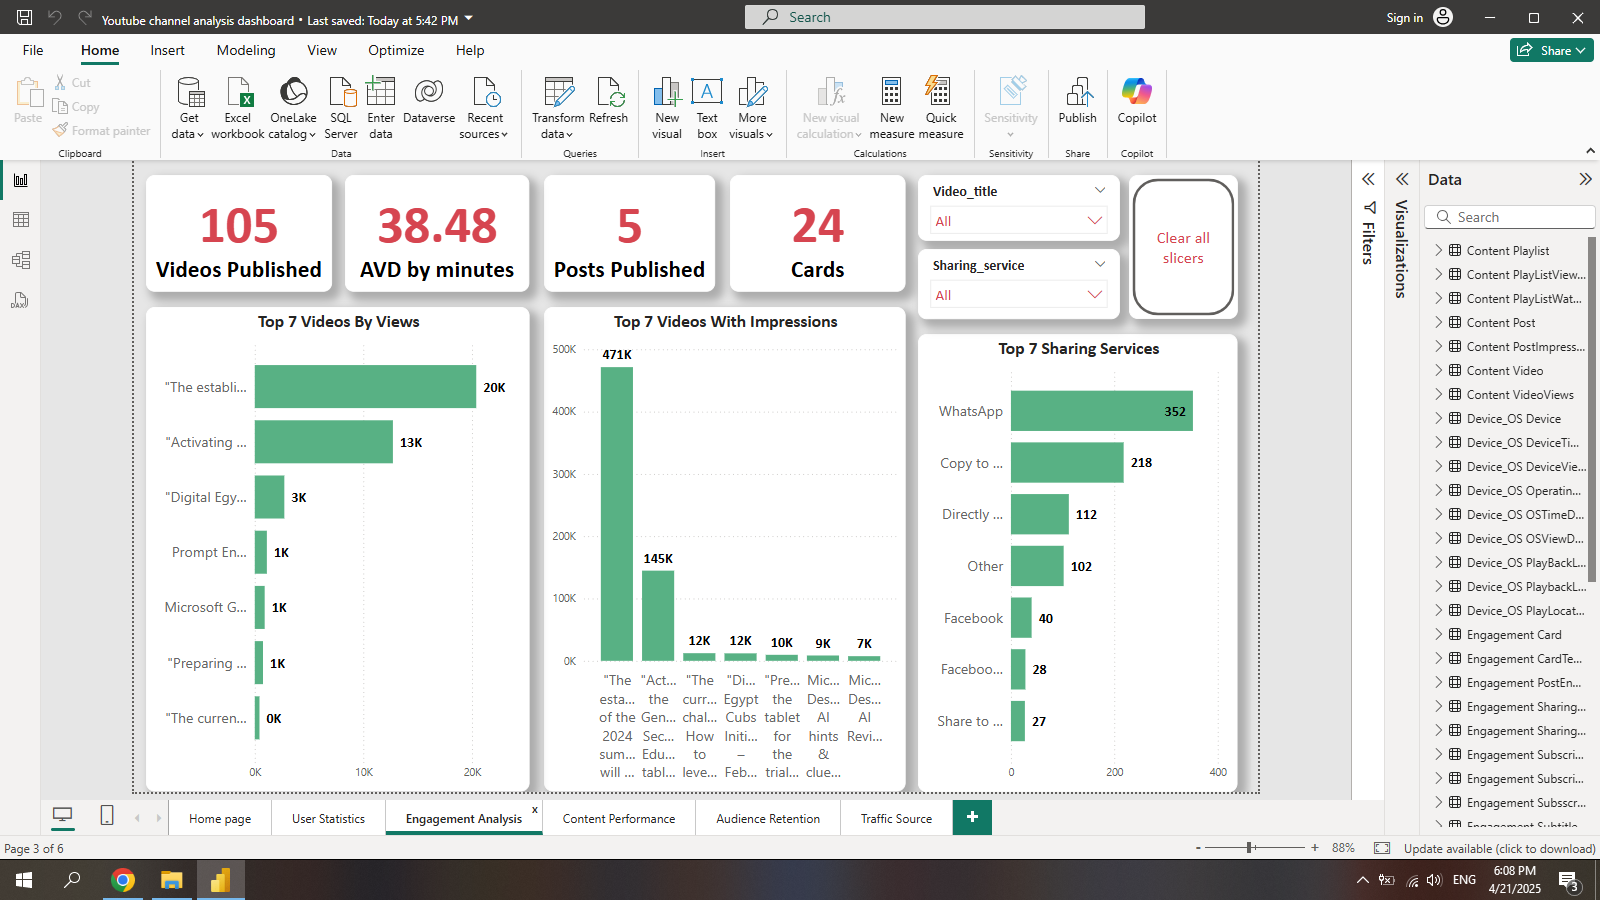 Youtube channel analysis dashboard • Last saved: Today at 5:42 PM
Search
Sign in
File
Home
Insert
Modeling
View
Optimize
Help
Share
Paste
Cut
Copy
Format painter
Clipboard
Get data
Excel workbook
OneLake catalog
SQL Server
Enter data
Dataverse
Recent sources
Data
Transform data
Refresh
Queries
New visual
Text box
More visuals
Insert
New visual calculation
New measure
Quick measure
Calculations
Sensitivity
Sensitivity
Publish
Share
Copilot
Copilot
105
Videos Published
38.48
AVD by minutes
5
Posts Published
24
Cards
Video_title
All
Sharing_service
All
Clear all
slicers
Top 7 Videos By Views
"The establi...
20K
"Activating ...
13K
"Digital Egy...
3K
Prompt En...
1K
Microsoft G...
1K
"Preparing ...
1K
"The curren...
0K
0K
10K
20K
Top 7 Videos With Impressions
500K
400K
300K
200K
100K
0K
471K
145K
12K
12K
10K
9K
7K
"The esta... of the 2024 sum... will ...
"Act... the Gen... Sec... Edu... tabl...
"The curr... chal... How to leve...
"Di... Egypt Cubs Initi... – Feb...
"Pre... the tablet for the trial...
Mic... Des... AI hints & clue...
Mic... Des... AI Revi...
Top 7 Sharing Services
WhatsApp
352
Copy to ...
218
Directly ...
112
Other
102
Facebook
40
Faceboo...
28
Share to ...
27
0
200
400
Filters
Visualizations
Data
Search
Content Playlist
Content PlayListView...
Content PlayListWat...
Content Post
Content PostImpress...
Content Video
Content VideoViews
Device_OS Device
Device_OS DeviceTi...
Device_OS DeviceVie...
Device_OS Operatin...
Device_OS OSTimeD...
Device_OS OSViewD...
Device_OS PlayBackL...
Device_OS PlaybackL...
Device_OS PlayLocat...
Engagement Card
Engagement CardTe...
Engagement PostEn...
Engagement Sharing...
Engagement Sharing...
Engagement Subscri...
Engagement Subscri...
Engagement Subsscr...
Engagement Subtitle
DAX
Home page
User Statistics
Engagement Analysis
x
Content Performance
Audience Retention
Traffic Source
+
Page 3 of 6
- + 88%
Update available (click to download)
ENG
6:08 PM
4/21/2025
3